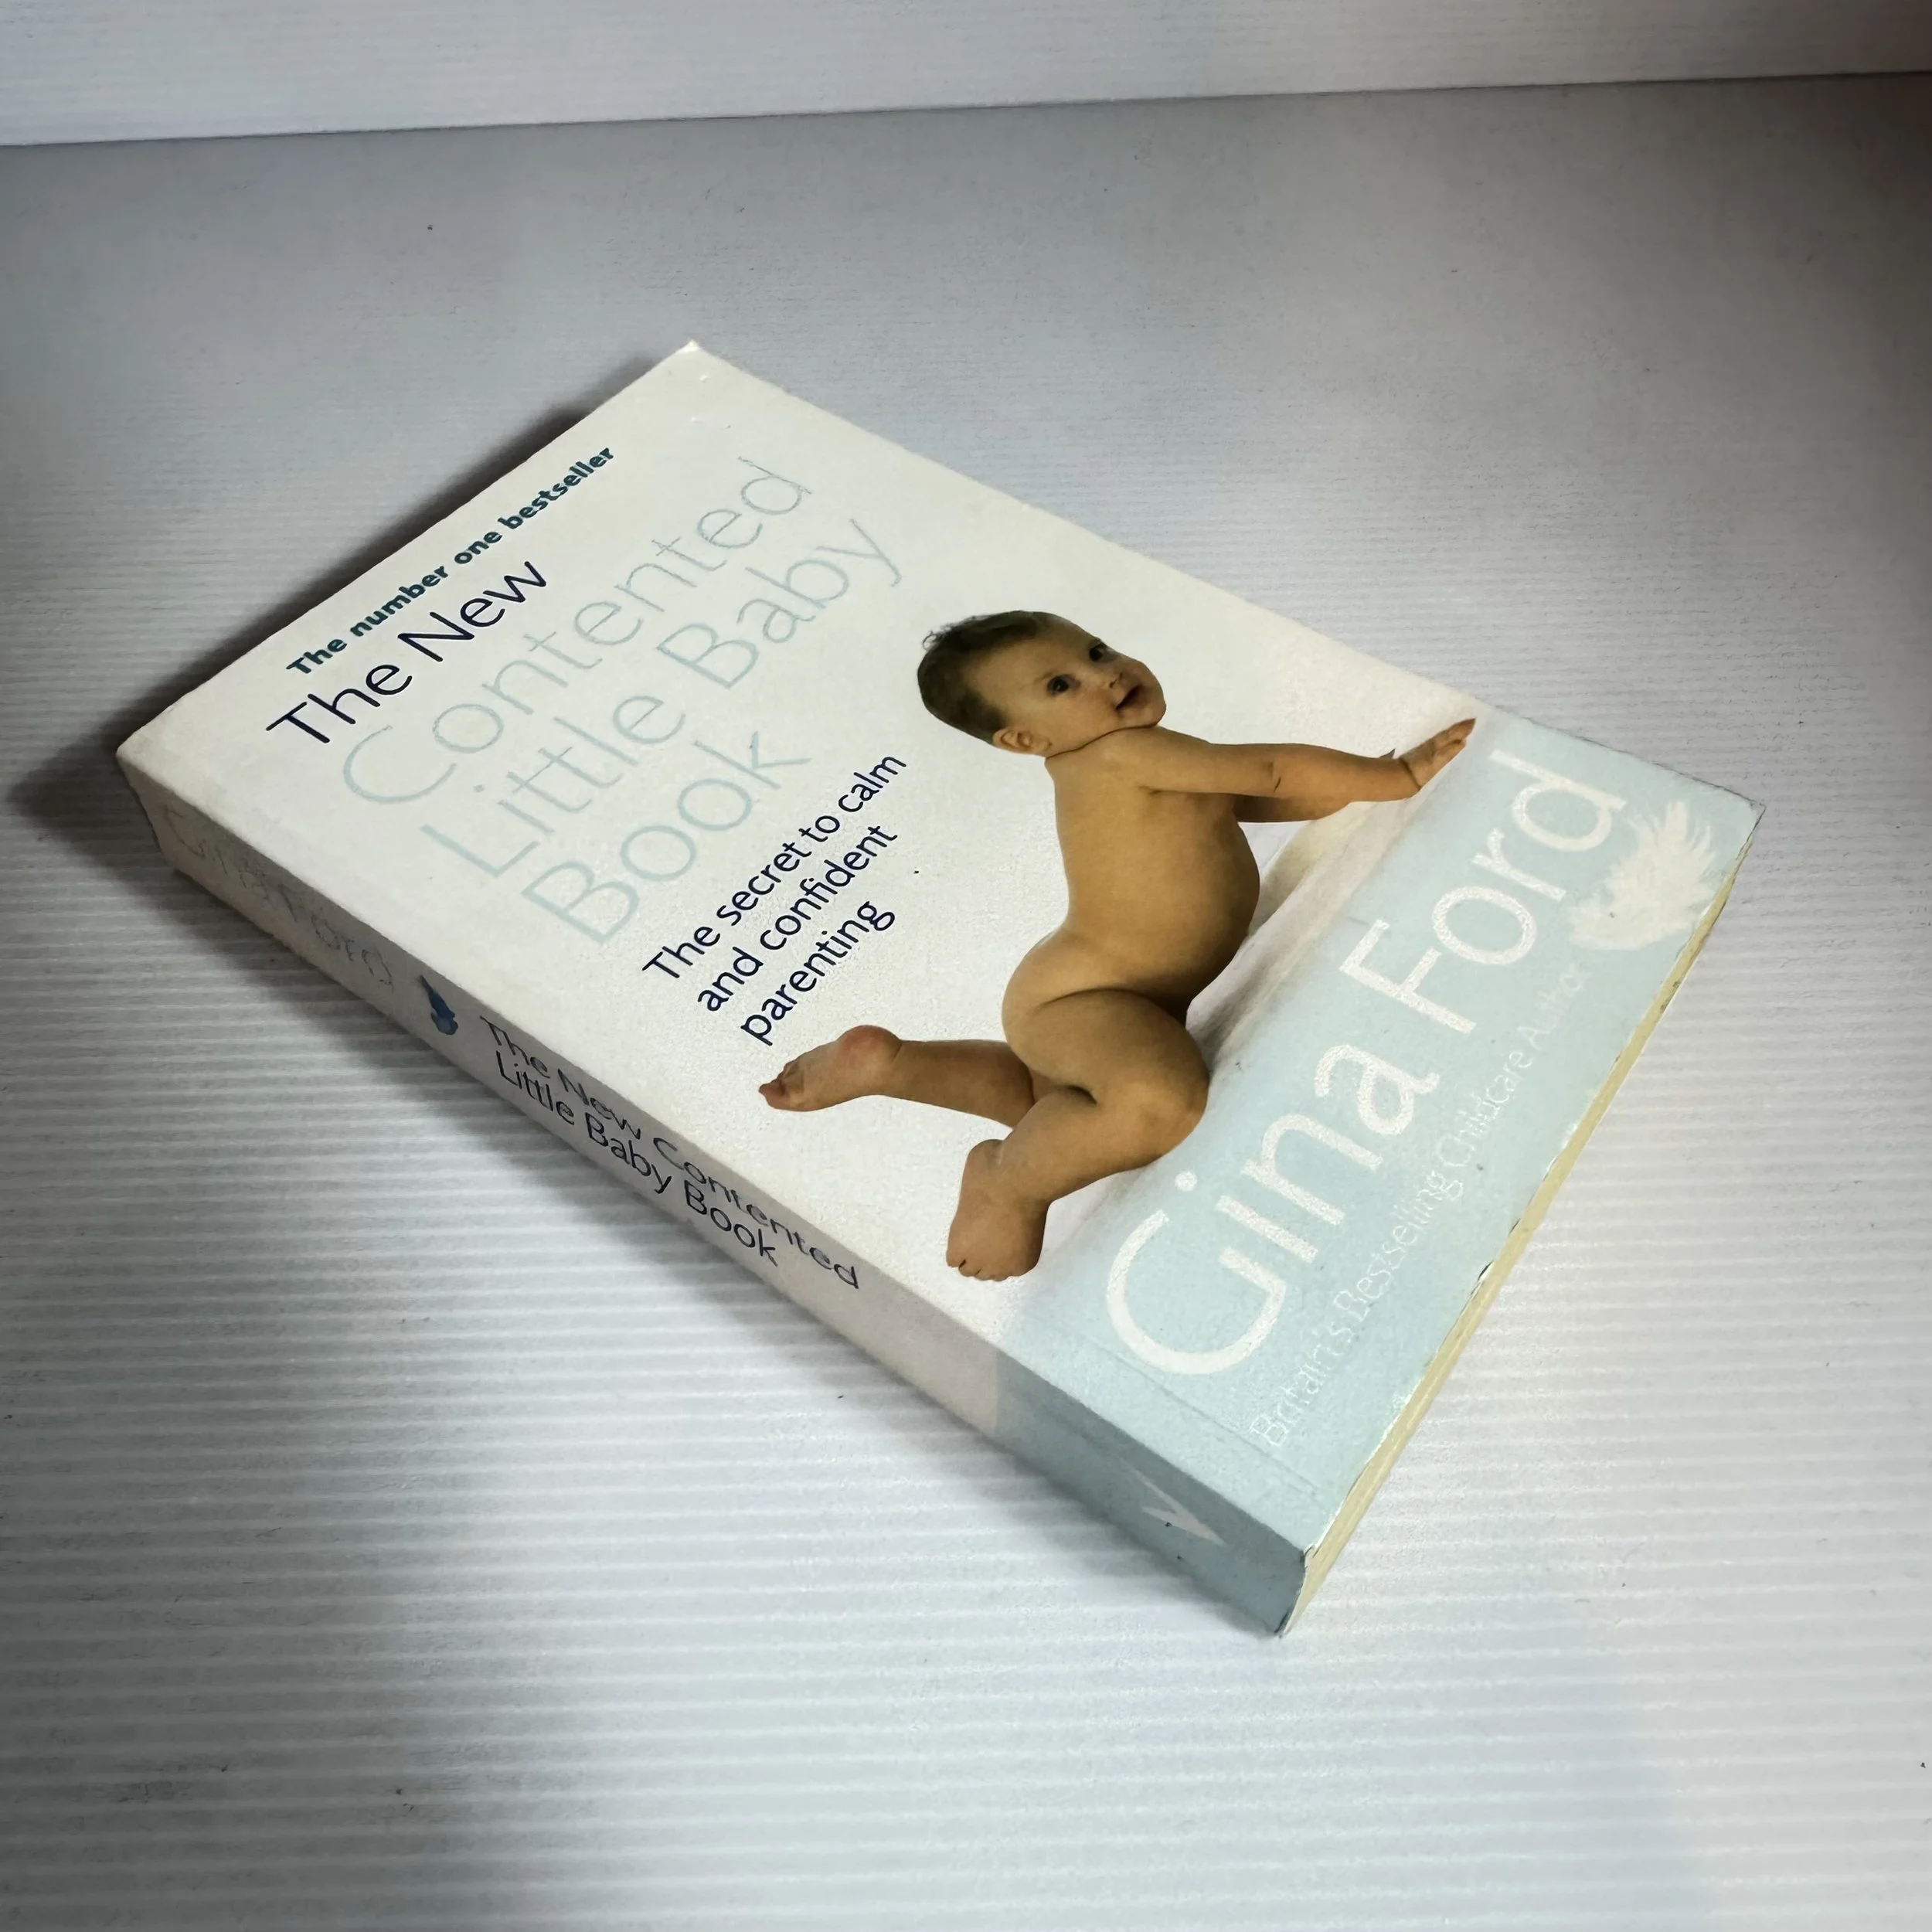 The number one bestseller
The New
Contented
Little Baby
Book
The secret to calm
and confident
parenting
Gina Ford
Britain's Bestselling Childcare Author
Gina Ford
The New Contented
Little Baby Book